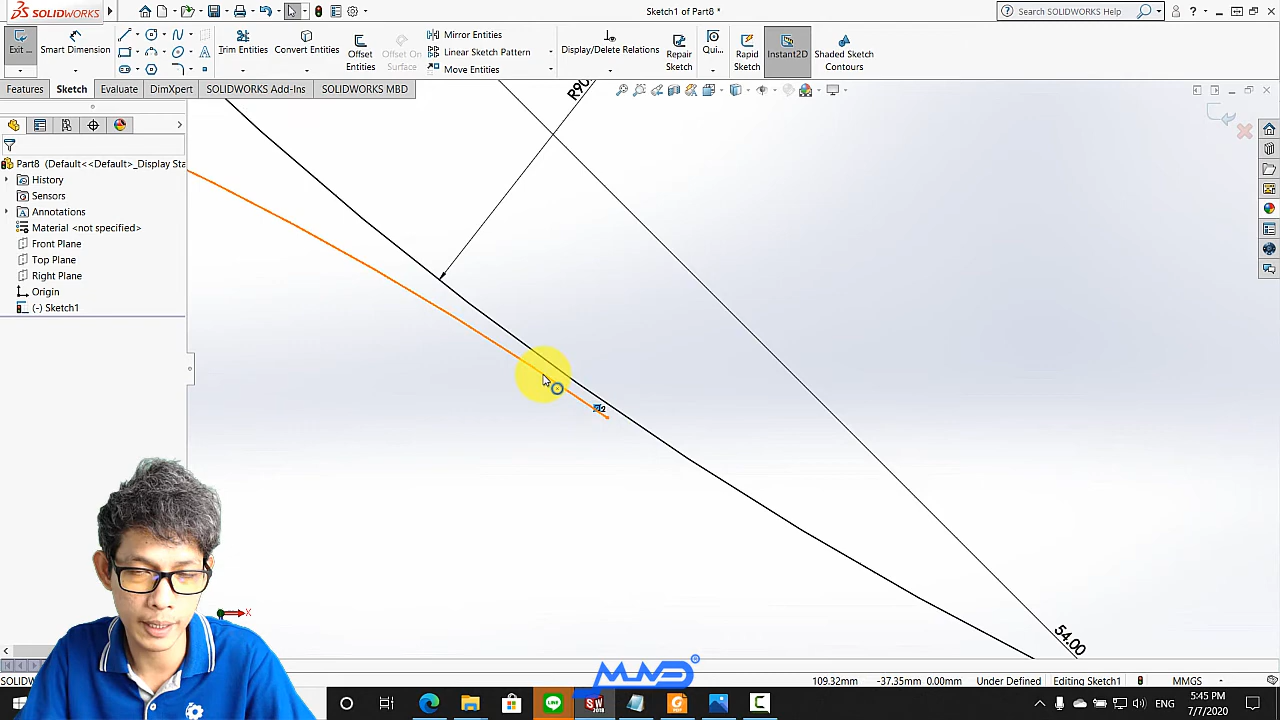 SOLIDWORKS
Sketch1 of Part8 *
Search SOLIDWORKS Help
Exit ...
Smart Dimension
Trim Entities
Convert Entities
Offset Entities
Offset On Surface
Mirror Entities
Linear Sketch Pattern
Move Entities
Display/Delete Relations
Repair Sketch
Qui...
Rapid Sketch
Instant2D
Shaded Sketch Contours
Features
Sketch
Evaluate
DimXpert
SOLIDWORKS Add-Ins
SOLIDWORKS MBD
Part8 (Default<<Default>_Display Sta
History
Sensors
Annotations
Material <not specified>
Front Plane
Top Plane
Right Plane
Origin
(-) Sketch1
R90
54.00
X
SOLIDW
109.32mm
-37.35mm
0.00mm
Under Defined
Editing Sketch1
MMGS
ENG
5:45 PM
7/7/2020